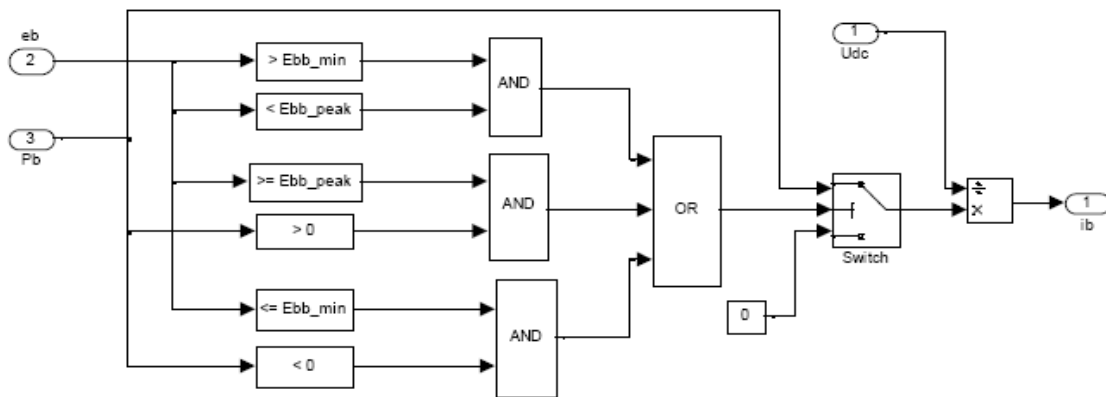 eb
2
3
Pb
> Ebb_min
< Ebb_peak
AND
>= Ebb_peak
> 0
AND
<= Ebb_min
< 0
AND
OR
0
Switch
1
Udc
÷
×
1
ib